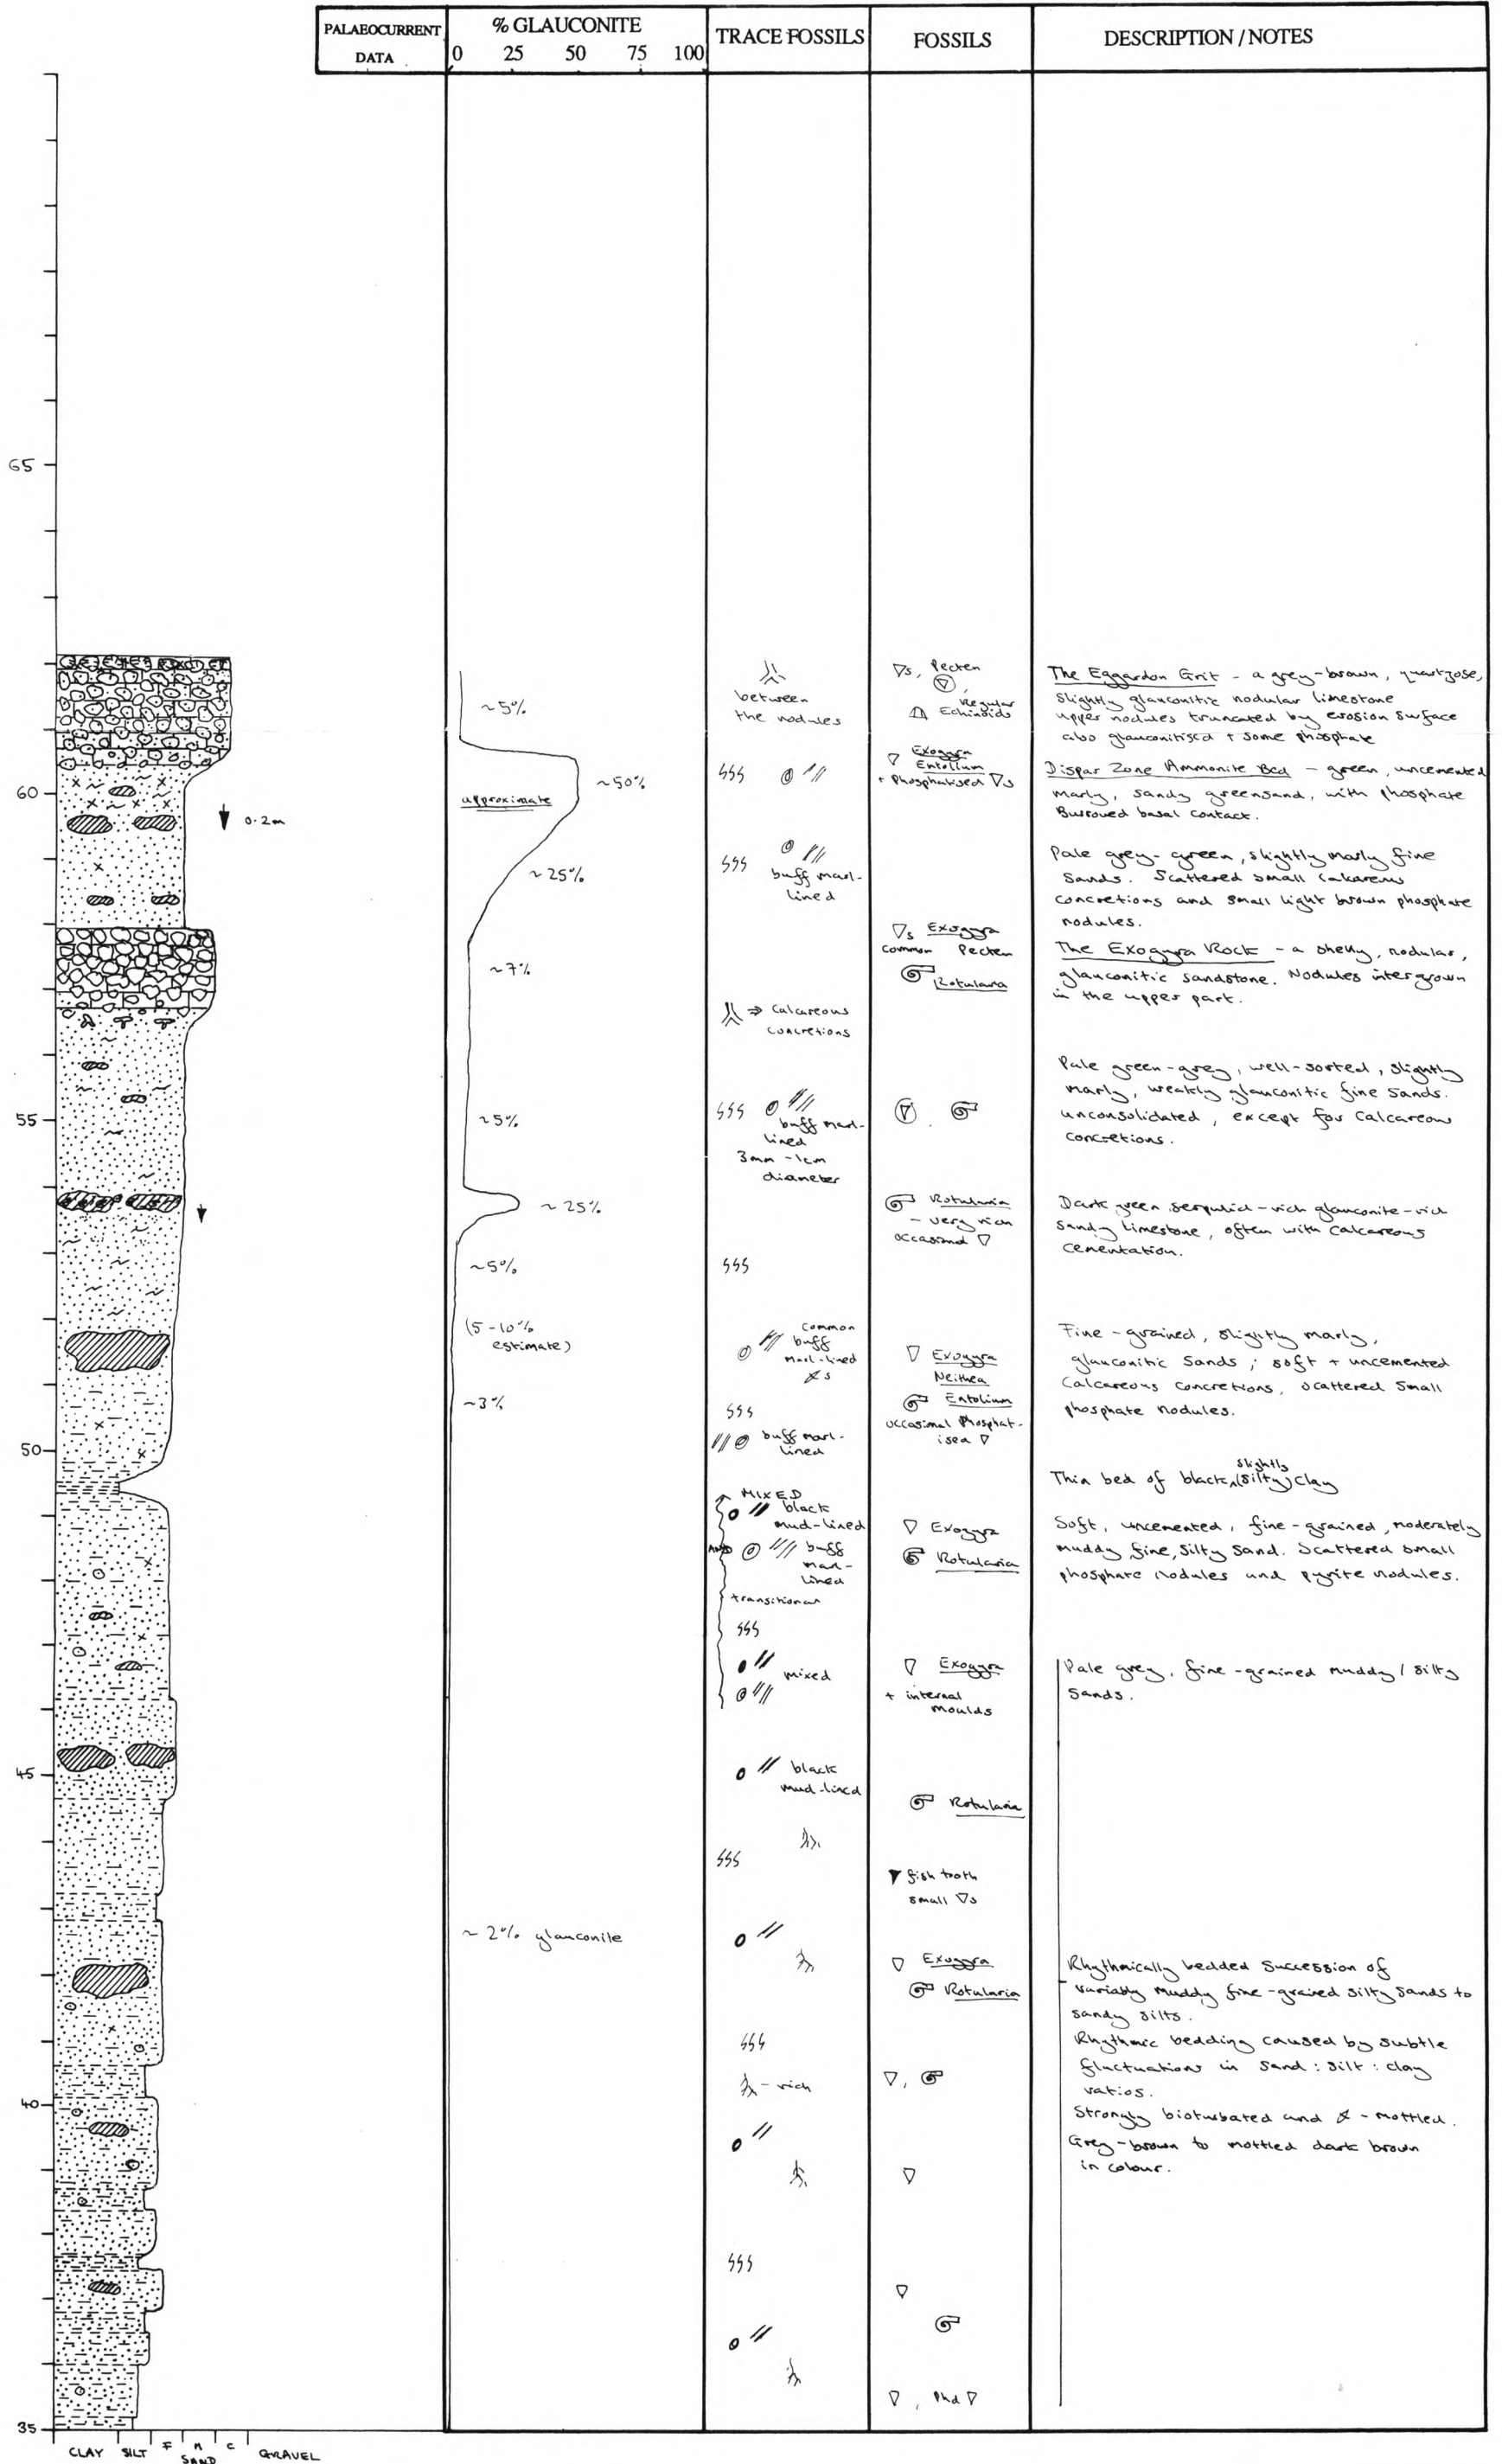 PALAEOCURRENT
DATA
% GLAUCONITE
0 25 50 75 100
TRACE FOSSILS
FOSSILS
DESCRIPTION / NOTES
65
60
55
50
45
40
35
CLAY SILT F M C GRAVEL
SAND
0.2m
~5%
~50%
approximate
~25%
~7%
~5%
~25%
~5%
(5-10%
estimate)
~3%
~2% glauconite
between
the nodules
buff marl-
lined
⇒ Calcareous
concretions
buff marl-
lined
3mm - 1cm
diameter
Common
buff
marl-lined
s
buff marl-
lined
MIXED
black
mud-lined
AND
buff
marl-
lined
transitional
mixed
black
mud-lined
- rich
s, Pecten
Regular
Echinoids
Exogyra
Entolium
+ Phosphatised s
s Exogyra
common Pecten
Rotularia
Rotularia
- very rich
occasional
Exogyra
Neithea
Entolium
occasional Phosphat-
ised
Exogyra
Rotularia
Exogyra
+ internal
moulds
Rotularia
fish tooth
small s
Exogyra
Rotularia
, Phd
The Eggardon Grit - a grey-brown, quartzose,
slightly glauconitic nodular limestone
upper nodules truncated by erosion surface
also glauconitised + some phosphate
Dispar Zone Ammonite Bed - green, uncemented
marly, sandy greensand, with phosphate
Burrowed basal contact.
Pale grey-green, slightly marly fine
sands. Scattered small calcareous
concretions and small light brown phosphate
nodules.
The Exogyra Rock - a shelly, nodular,
glauconitic sandstone. Nodules intergrown
in the upper part.
Pale green-grey, well-sorted, slightly
marly, weakly glauconitic fine sands.
unconsolidated, except for calcareous
concretions.
Dark green serpulid-rich glauconite-rich
sandy limestone, often with calcareous
cementation.
Fine-grained, slightly marly,
glauconitic sands; soft + uncemented
Calcareous concretions, scattered small
phosphate nodules.
slightly
Thin bed of black (silty) clay
Soft, uncemented, fine-grained, moderately
muddy fine, silty sand. Scattered small
phosphate nodules and pyrite nodules.
Pale grey, fine-grained muddy / silty
sands.
Rhythmically bedded succession of
variably muddy fine-grained silty sands to
sandy silts.
Rhythmic bedding caused by subtle
fluctuations in sand : silt : clay
ratios.
Strongly bioturbated and - mottled.
Grey-brown to mottled dark brown
in colour.